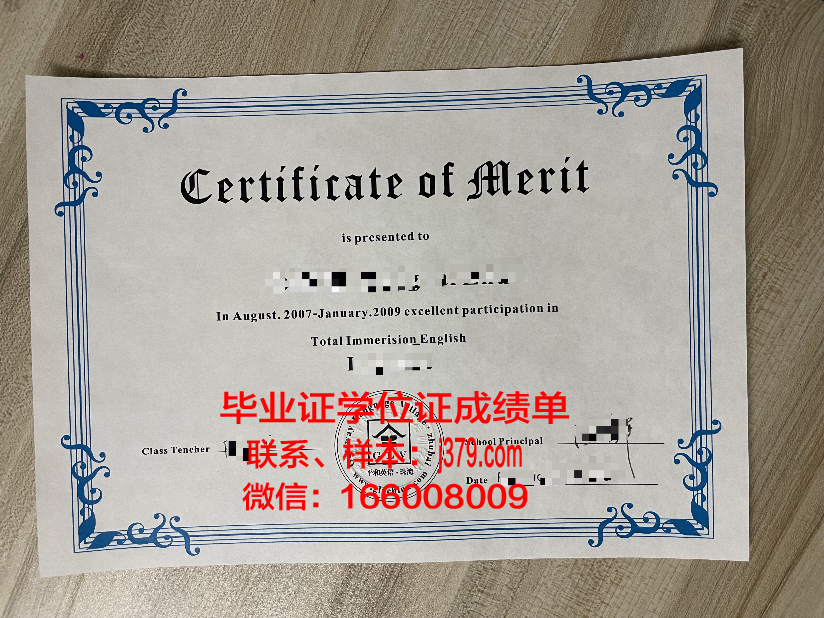 Certificate of Merit
is presented to
In August. 2007-January.2009 excellent participation in
Total Immerision English
毕业证学位证成绩单
Class Tencher
School Principal
联系、样本：j379.com
Date
微信：166008009